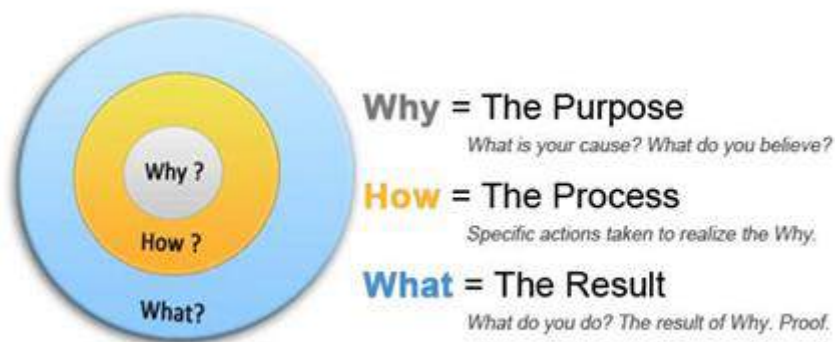 Why ?
How ?
What?
Why = The Purpose
What is your cause? What do you believe?
How = The Process
Specific actions taken to realize the Why.
What = The Result
What do you do? The result of Why. Proof.